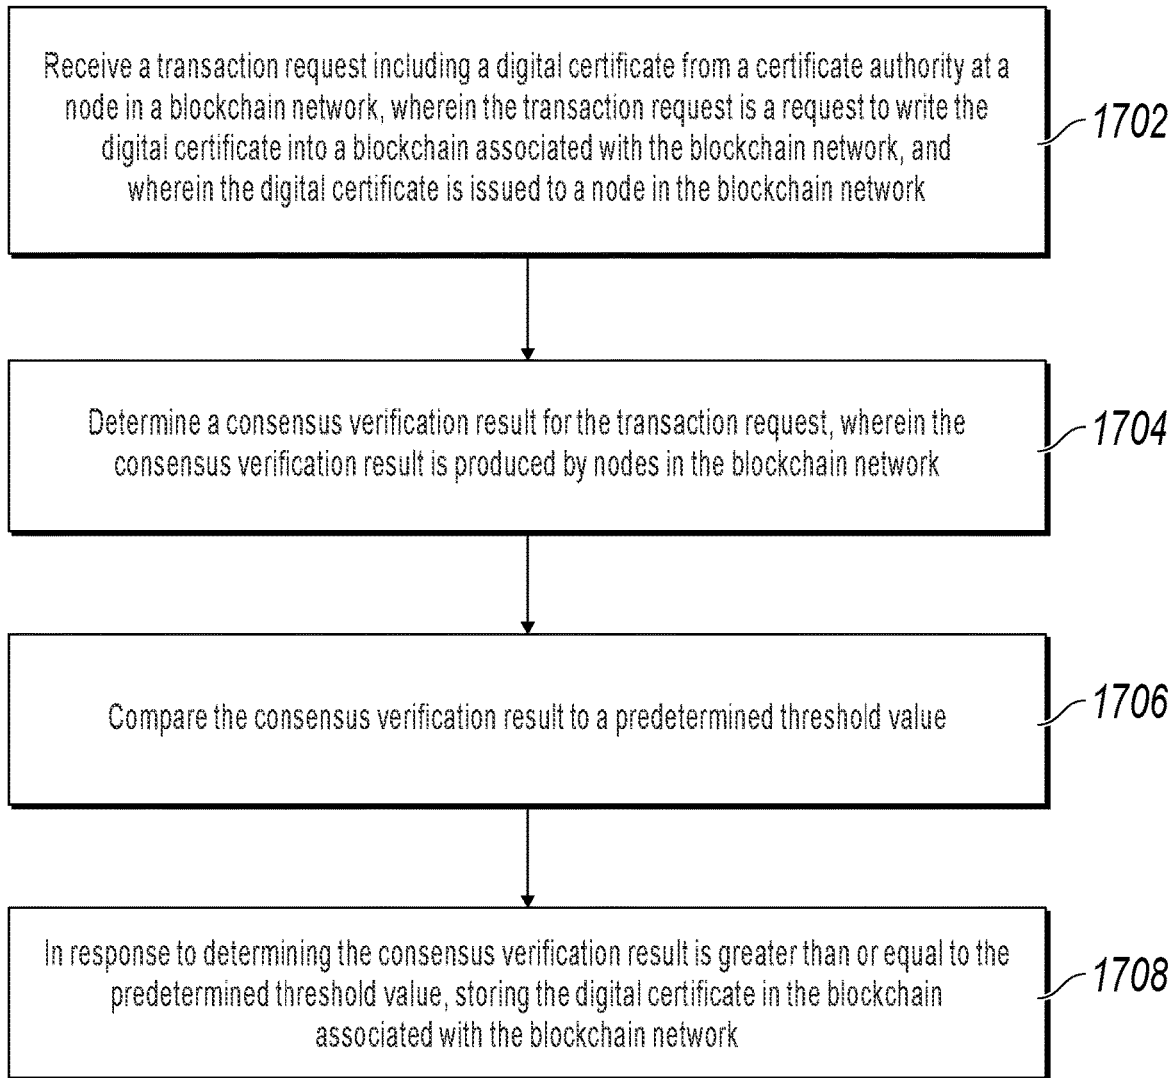 Receive a transaction request including a digital certificate from a certificate authority at a
node in a blockchain network, wherein the transaction request is a request to write the
digital certificate into a blockchain associated with the blockchain network, and
wherein the digital certificate is issued to a node in the blockchain network
1702
Determine a consensus verification result for the transaction request, wherein the
consensus verification result is produced by nodes in the blockchain network
1704
Compare the consensus verification result to a predetermined threshold value
1706
In response to determining the consensus verification result is greater than or equal to the
predetermined threshold value, storing the digital certificate in the blockchain
associated with the blockchain network
1708